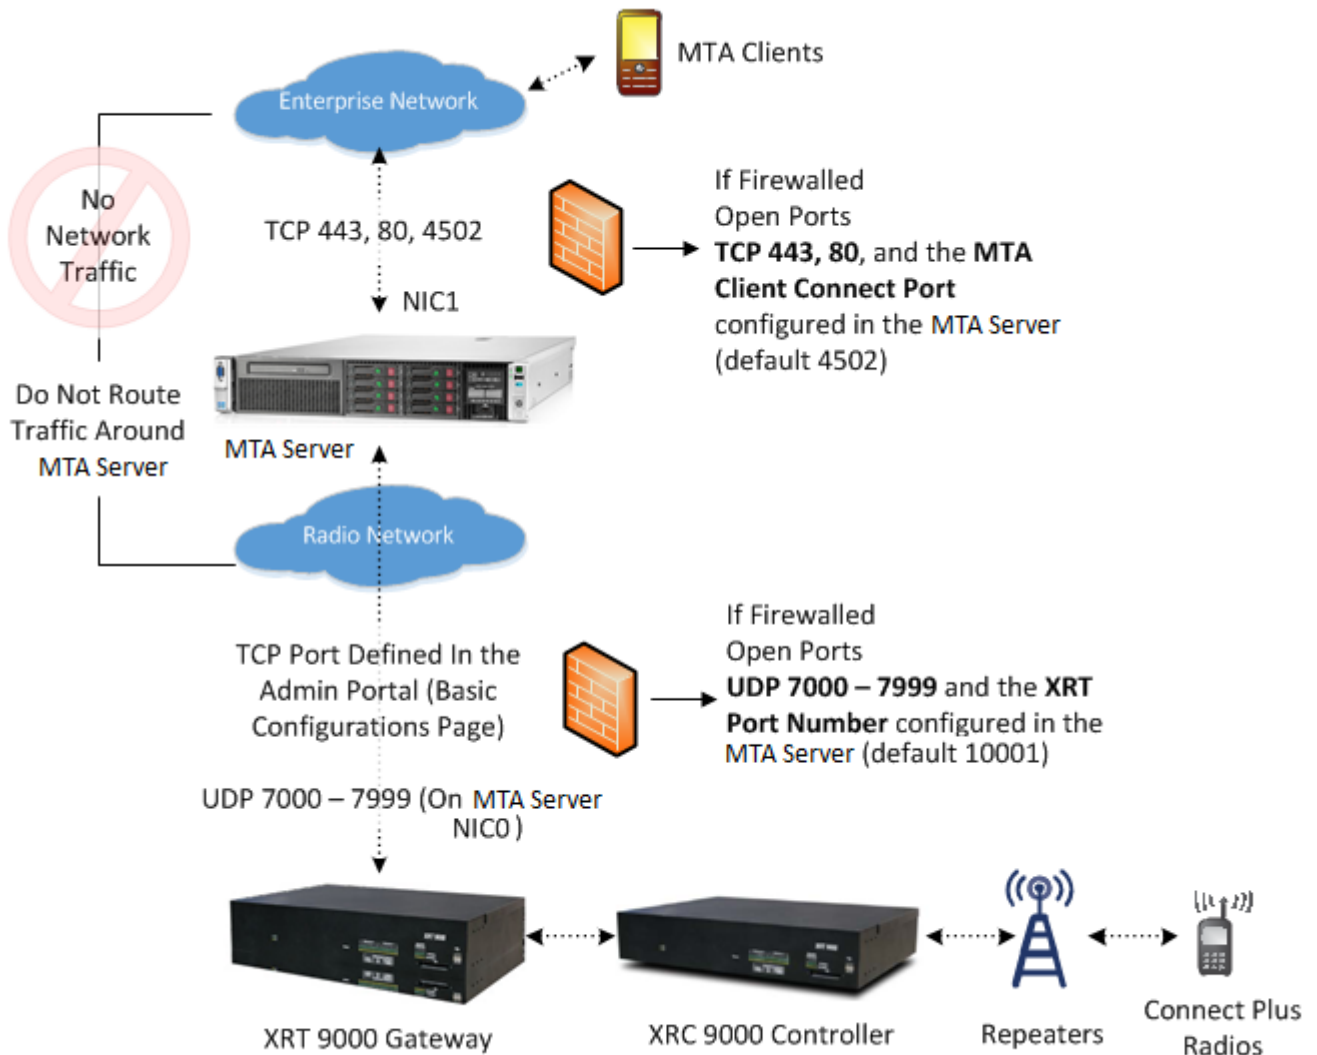 MTA Clients
Enterprise Network
No
Network
Traffic
TCP 443, 80, 4502
NIC1
If Firewalled
Open Ports
TCP 443, 80, and the MTA
Client Connect Port
configured in the MTA Server
(default 4502)
Do Not Route
Traffic Around
MTA Server
MTA Server
Radio Network
TCP Port Defined In the
Admin Portal (Basic
Configurations Page)
If Firewalled
Open Ports
UDP 7000 – 7999 and the XRT
Port Number configured in the
MTA Server (default 10001)
UDP 7000 – 7999 (On MTA Server
NIC0 )
XRT 9000 Gateway
XRC 9000 Controller
Repeaters
Connect Plus
Radios